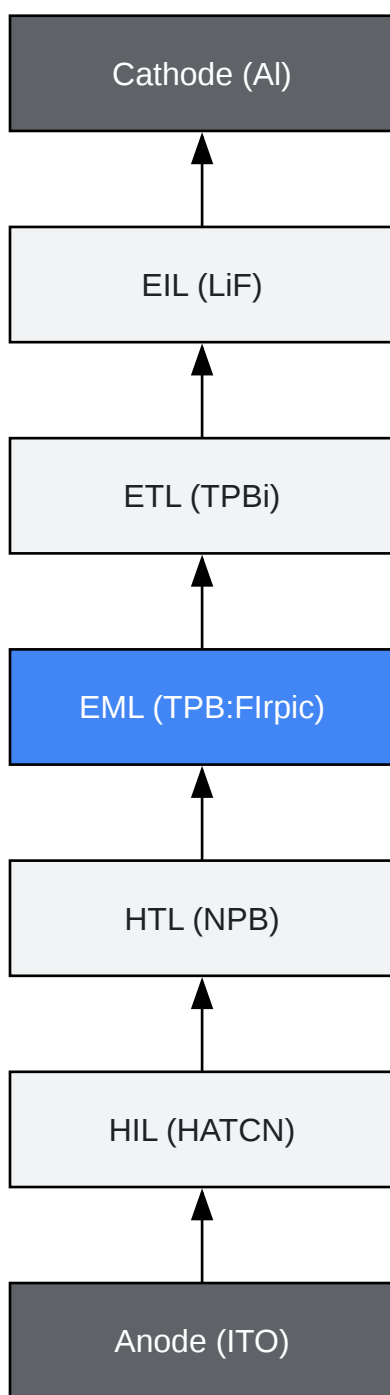 Cathode (Al)
EIL (LiF)
ETL (TPBi)
EML (TPB:FIrpic)
HTL (NPB)
HIL (HATCN)
Anode (ITO)